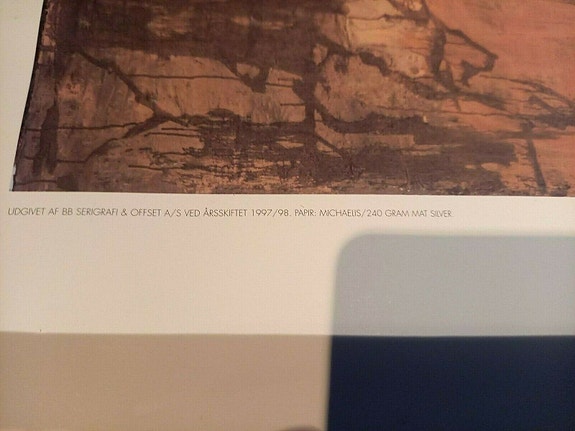 UDGIVET AF BB SERIGRAFI & OFFSET A/S VED ÅRSSKIFTET 1997/98. PAPIR: MICHAELIS/240 GRAM MAT SILVER